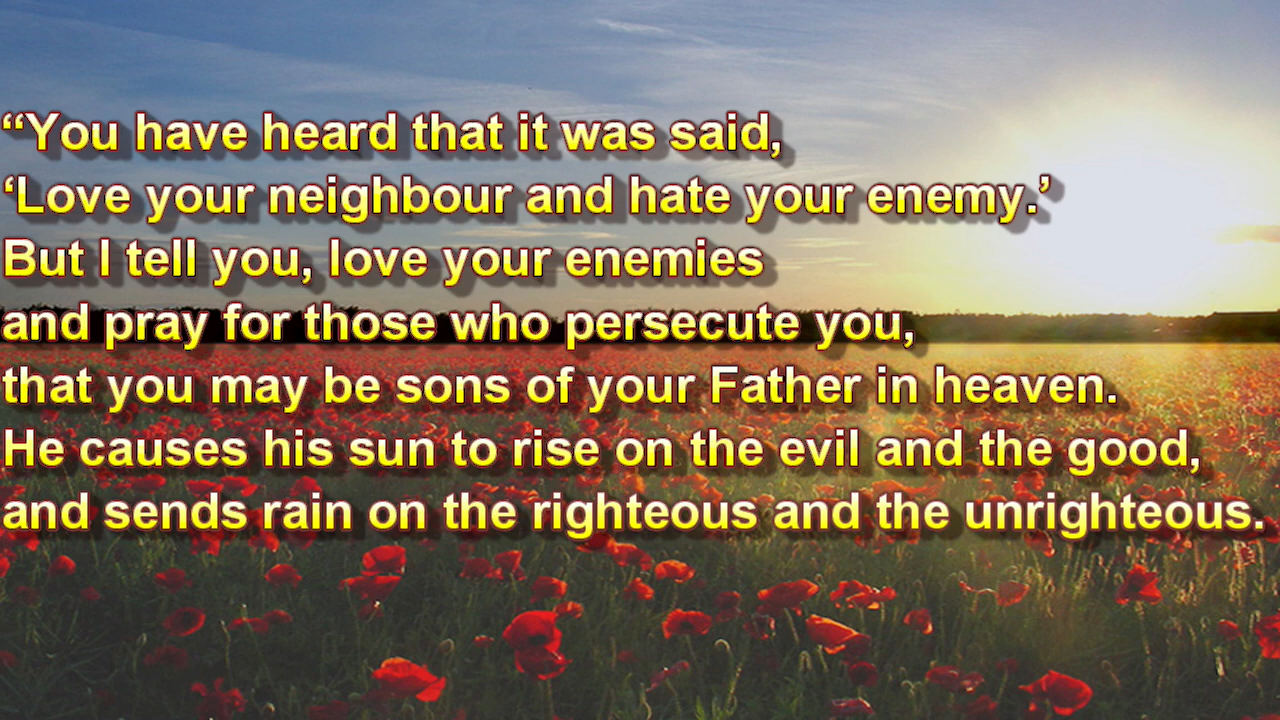 “You have heard that it was said,
‘Love your neighbour and hate your enemy.’
But I tell you, love your enemies
and pray for those who persecute you,
that you may be sons of your Father in heaven.
He causes his sun to rise on the evil and the good,
and sends rain on the righteous and the unrighteous.